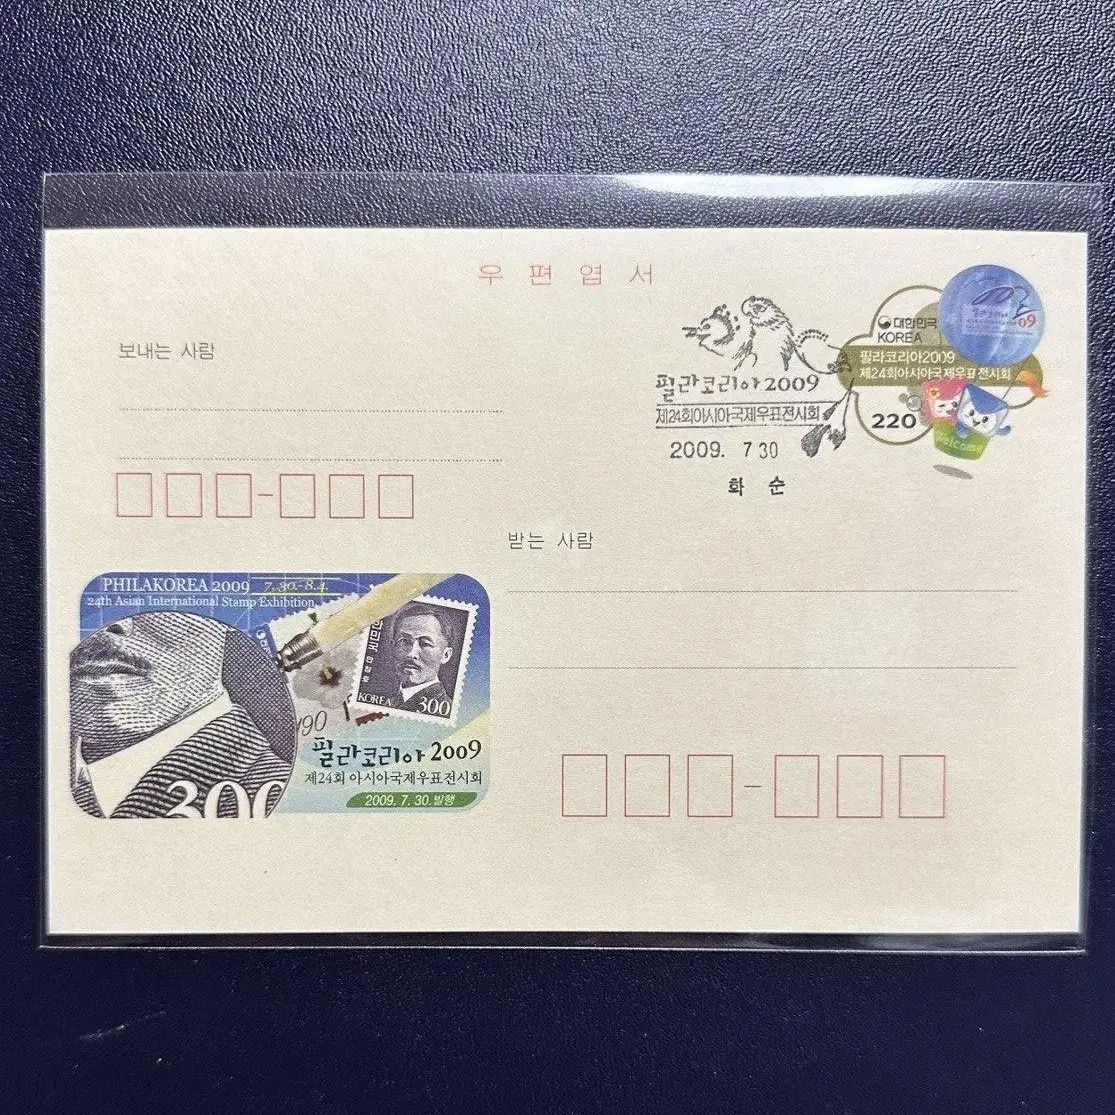 우편엽서
보내는 사람
필라코리아2009
제24회아시아국제우표전시회
2009. 7 30
화 순
대한민국
KOREA
필라코리아2009
제24회아시아국제우표전시회
220
09
Welcome
받는 사람
PHILAKOREA 2009 7.30.-8.4.
24th Asian International Stamp Exhibition
KOREA 300
300
필라코리아 2009
제24회 아시아국제우표전시회
2009. 7. 30. 발행